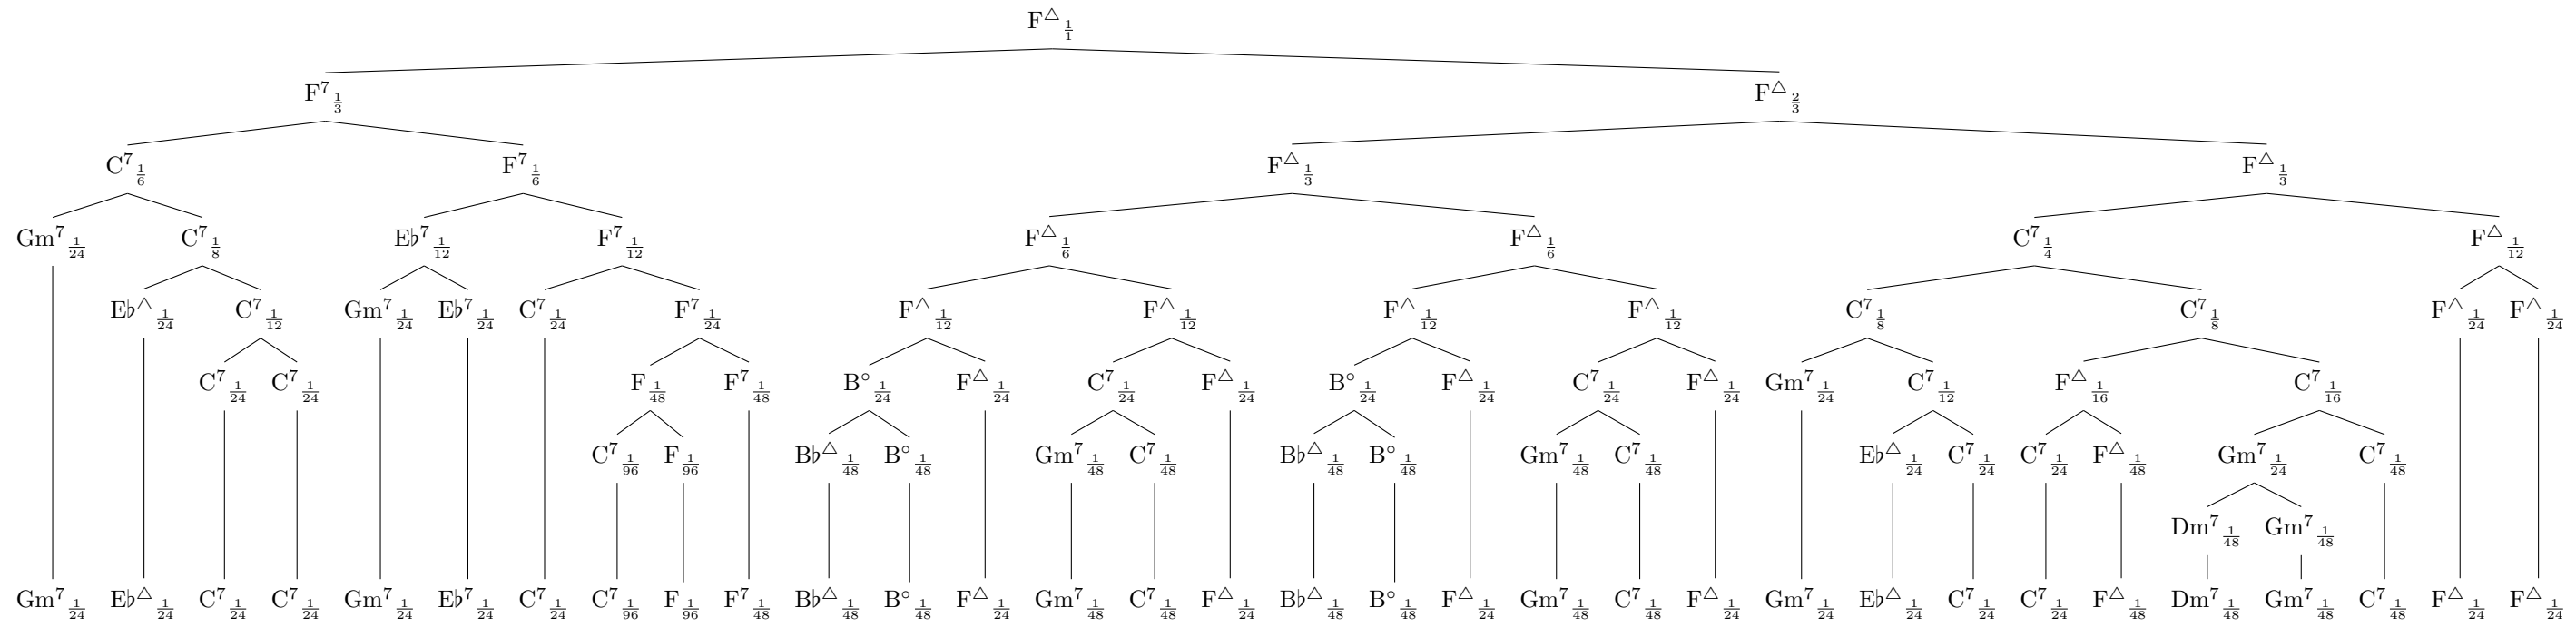 F△ 1/1
F7 1/3 F△ 2/3
C7 1/6 F7 1/6 F△ 1/3 F△ 1/3
Gm7 1/24 C7 1/8 E♭7 1/12 F7 1/12 F△ 1/6 F△ 1/6 C7 1/4 F△ 1/12
E♭△ 1/24 C7 1/12 Gm7 1/24 E♭7 1/24 C7 1/24 F7 1/24 F△ 1/12 F△ 1/12 F△ 1/12 F△ 1/12 C7 1/8 C7 1/8 F△ 1/24 F△ 1/24
C7 1/24 C7 1/24 F 1/48 F7 1/48 B° 1/24 F△ 1/24 C7 1/24 F△ 1/24 B° 1/24 F△ 1/24 C7 1/24 F△ 1/24 Gm7 1/24 C7 1/12 F△ 1/16 C7 1/16
C7 1/96 F 1/96 B♭△ 1/48 B° 1/48 Gm7 1/48 C7 1/48 B♭△ 1/48 B° 1/48 Gm7 1/48 C7 1/48 E♭△ 1/24 C7 1/24 C7 1/24 F△ 1/48 Gm7 1/24 C7 1/48
Dm7 1/48 Gm7 1/48
Gm7 1/24 E♭△ 1/24 C7 1/24 C7 1/24 Gm7 1/24 E♭7 1/24 C7 1/24 C7 1/96 F 1/96 F7 1/48 B♭△ 1/48 B° 1/48 F△ 1/24 Gm7 1/48 C7 1/48 F△ 1/24 B♭△ 1/48 B° 1/48 F△ 1/24 Gm7 1/48 C7 1/48 F△ 1/24 Gm7 1/24 E♭△ 1/24 C7 1/24 C7 1/24 F△ 1/48 Dm7 1/48 Gm7 1/48 C7 1/48 F△ 1/24 F△ 1/24